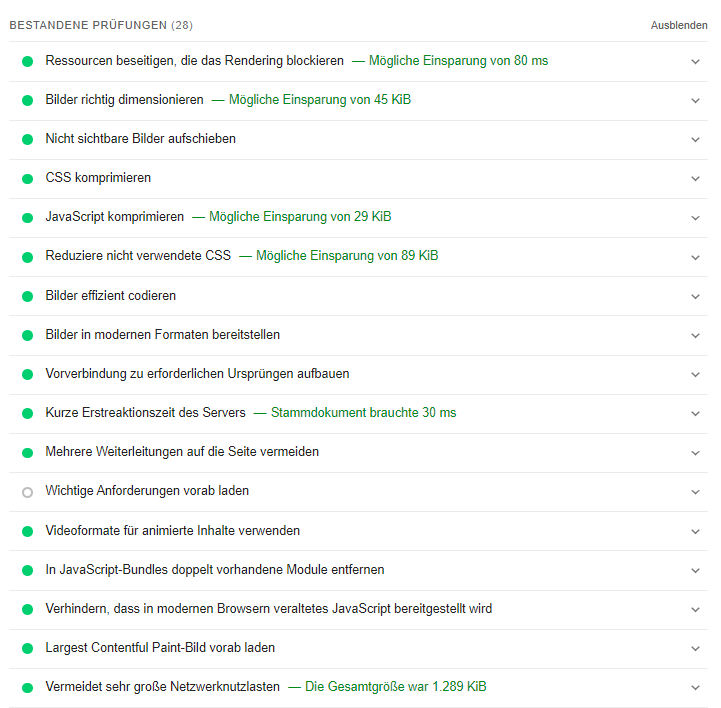 BESTANDENE PRÜFUNGEN (28) Ausblenden
Ressourcen beseitigen, die das Rendering blockieren — Mögliche Einsparung von 80 ms
Bilder richtig dimensionieren — Mögliche Einsparung von 45 KiB
Nicht sichtbare Bilder aufschieben
CSS komprimieren
JavaScript komprimieren — Mögliche Einsparung von 29 KiB
Reduziere nicht verwendete CSS — Mögliche Einsparung von 89 KiB
Bilder effizient codieren
Bilder in modernen Formaten bereitstellen
Vorverbindung zu erforderlichen Ursprüngen aufbauen
Kurze Erstreaktionszeit des Servers — Stammdokument brauchte 30 ms
Mehrere Weiterleitungen auf die Seite vermeiden
Wichtige Anforderungen vorab laden
Videoformate für animierte Inhalte verwenden
In JavaScript-Bundles doppelt vorhandene Module entfernen
Verhindern, dass in modernen Browsern veraltetes JavaScript bereitgestellt wird
Largest Contentful Paint-Bild vorab laden
Vermeidet sehr große Netzwerknutzlasten — Die Gesamtgröße war 1.289 KiB